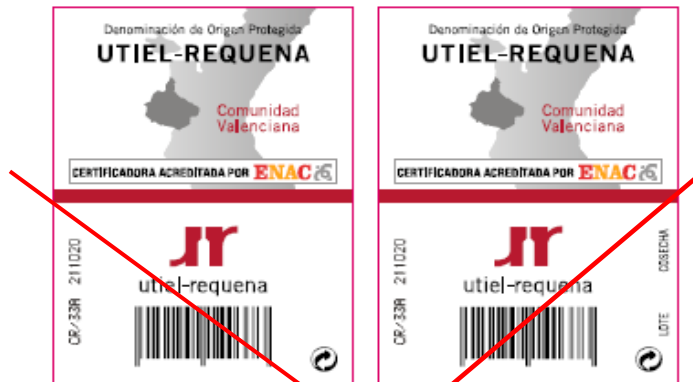 Denominación de Origen Protegida
UTIEL-REQUENA
Comunidad
Valenciana
CERTIFICADORA ACREDITADA POR ENAC
CR/33A 211020
utiel-requena
Denominación de Origen Protegida
UTIEL-REQUENA
Comunidad
Valenciana
CERTIFICADORA ACREDITADA POR ENAC
CR/33A 211020
utiel-requena
LOTE COSECHA